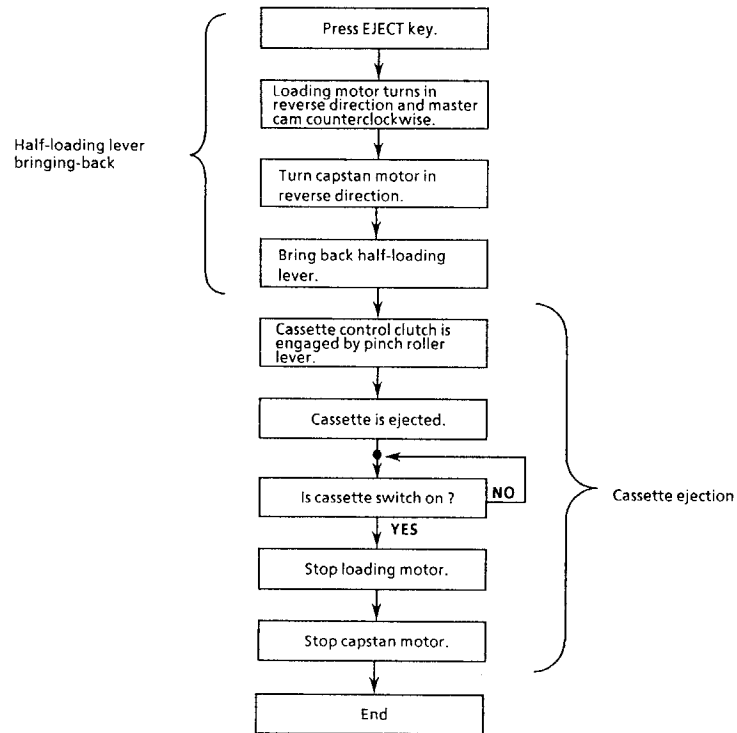 Press EJECT key.
Loading motor turns in
reverse direction and master
cam counterclockwise.
Half-loading lever
bringing-back
Turn capstan motor in
reverse direction.
Bring back half-loading
lever.
Cassette control clutch is
engaged by pinch roller
lever.
Cassette is ejected.
Is cassette switch on ?
NO
Cassette ejection
YES
Stop loading motor.
Stop capstan motor.
End